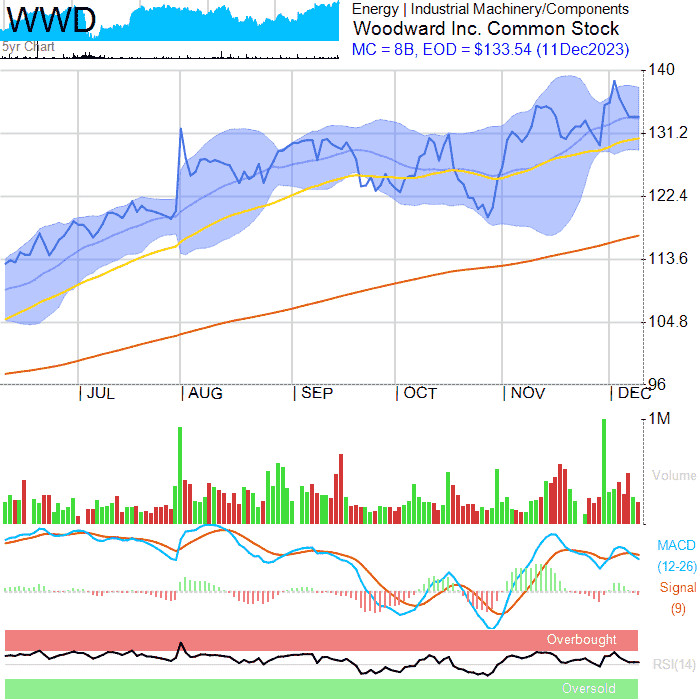 WWD
5yr Chart
Energy | Industrial Machinery/Components
Woodward Inc. Common Stock
MC = 8B, EOD = $133.54 (11Dec2023)
140
131.2
122.4
113.6
104.8
96
JUL AUG SEP OCT NOV DEC
1M
Volume
MACD
(12-26)
Signal
(9)
Overbought
RSI(14)
Oversold